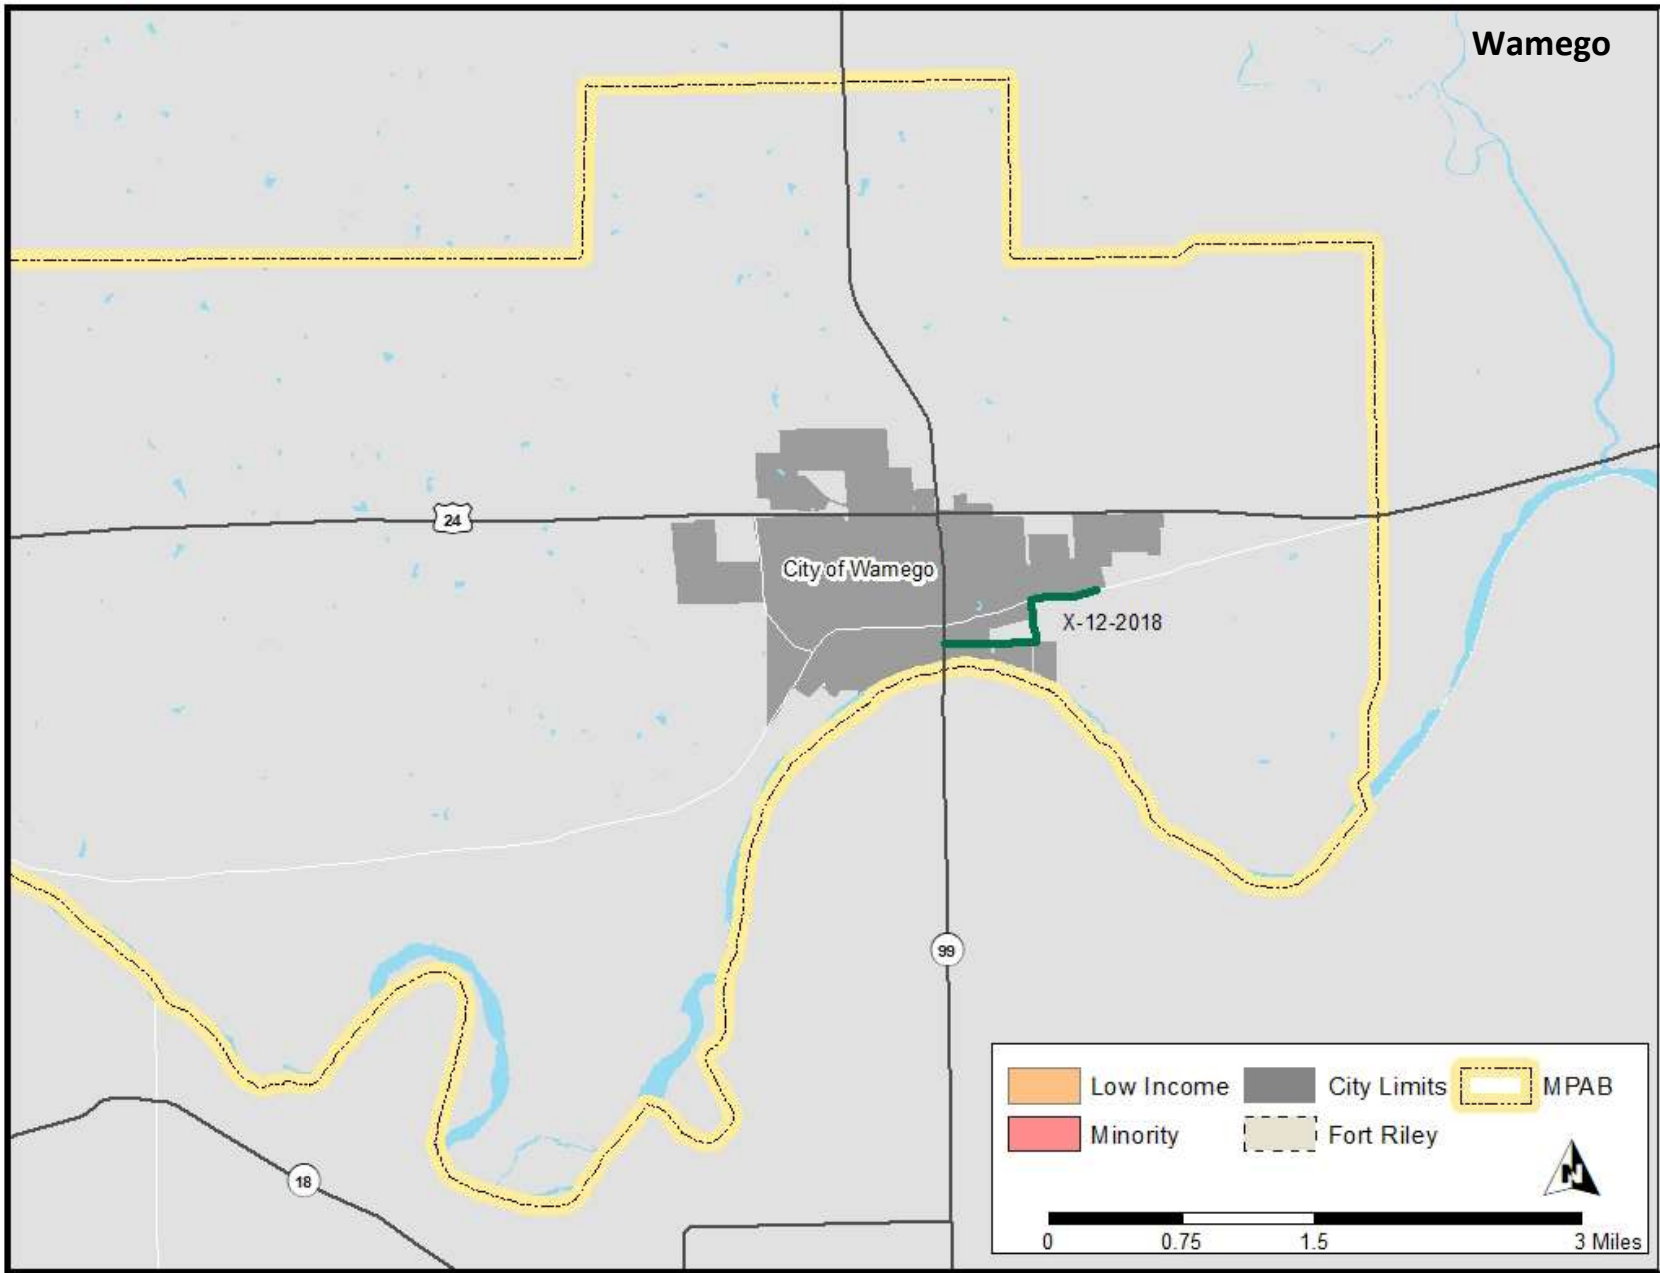 Wamego
24
City of Wamego
X-12-2018
99
18
Low Income
City Limits
MPAB
Minority
Fort Riley
N
0 0.75 1.5 3 Miles